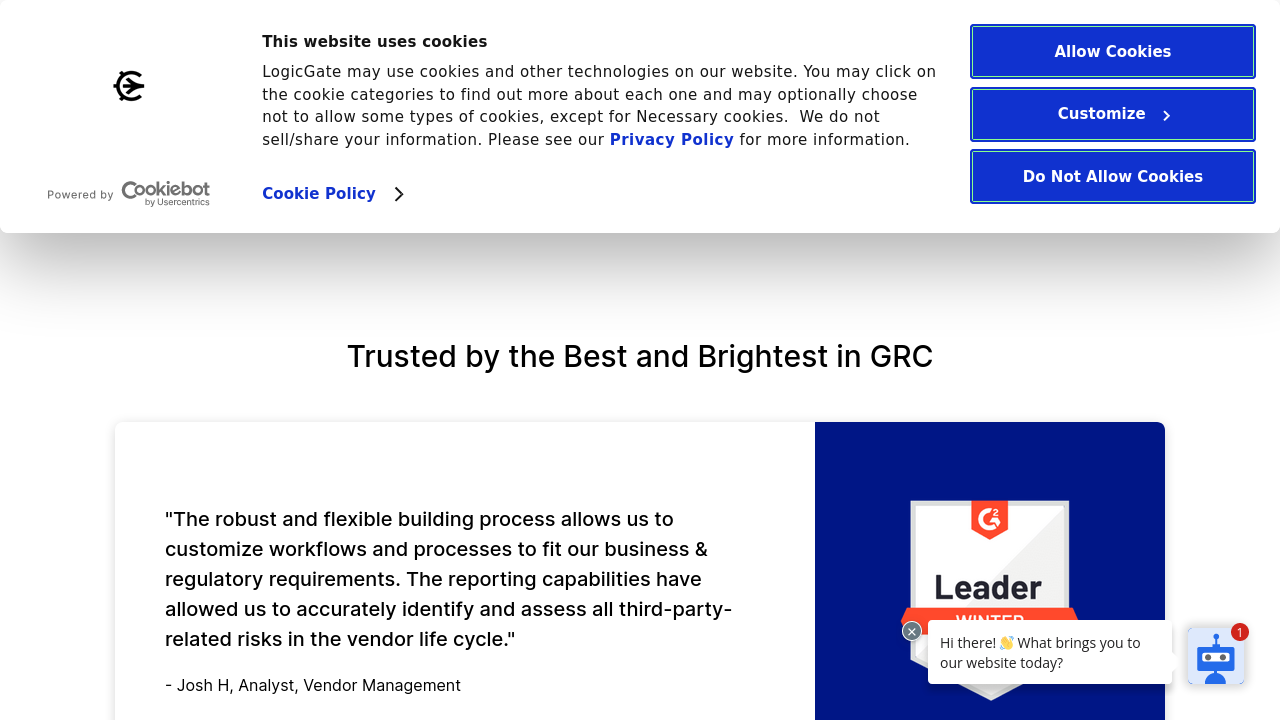 This website uses cookies
LogicGate may use cookies and other technologies on our website. You may click on
the cookie categories to find out more about each one and may optionally choose
not to allow some types of cookies, except for Necessary cookies.  We do not
sell/share your information. Please see our Privacy Policy for more information.
Powered by Cookiebot
by Usercentrics
Cookie Policy
Allow Cookies
Customize
Do Not Allow Cookies
Trusted by the Best and Brightest in GRC
"The robust and flexible building process allows us to
customize workflows and processes to fit our business &
regulatory requirements. The reporting capabilities have
allowed us to accurately identify and assess all third-party-
related risks in the vendor life cycle."
- Josh H, Analyst, Vendor Management
G2
Leader
WINTER
Hi there! 👋 What brings you to
our website today?
1